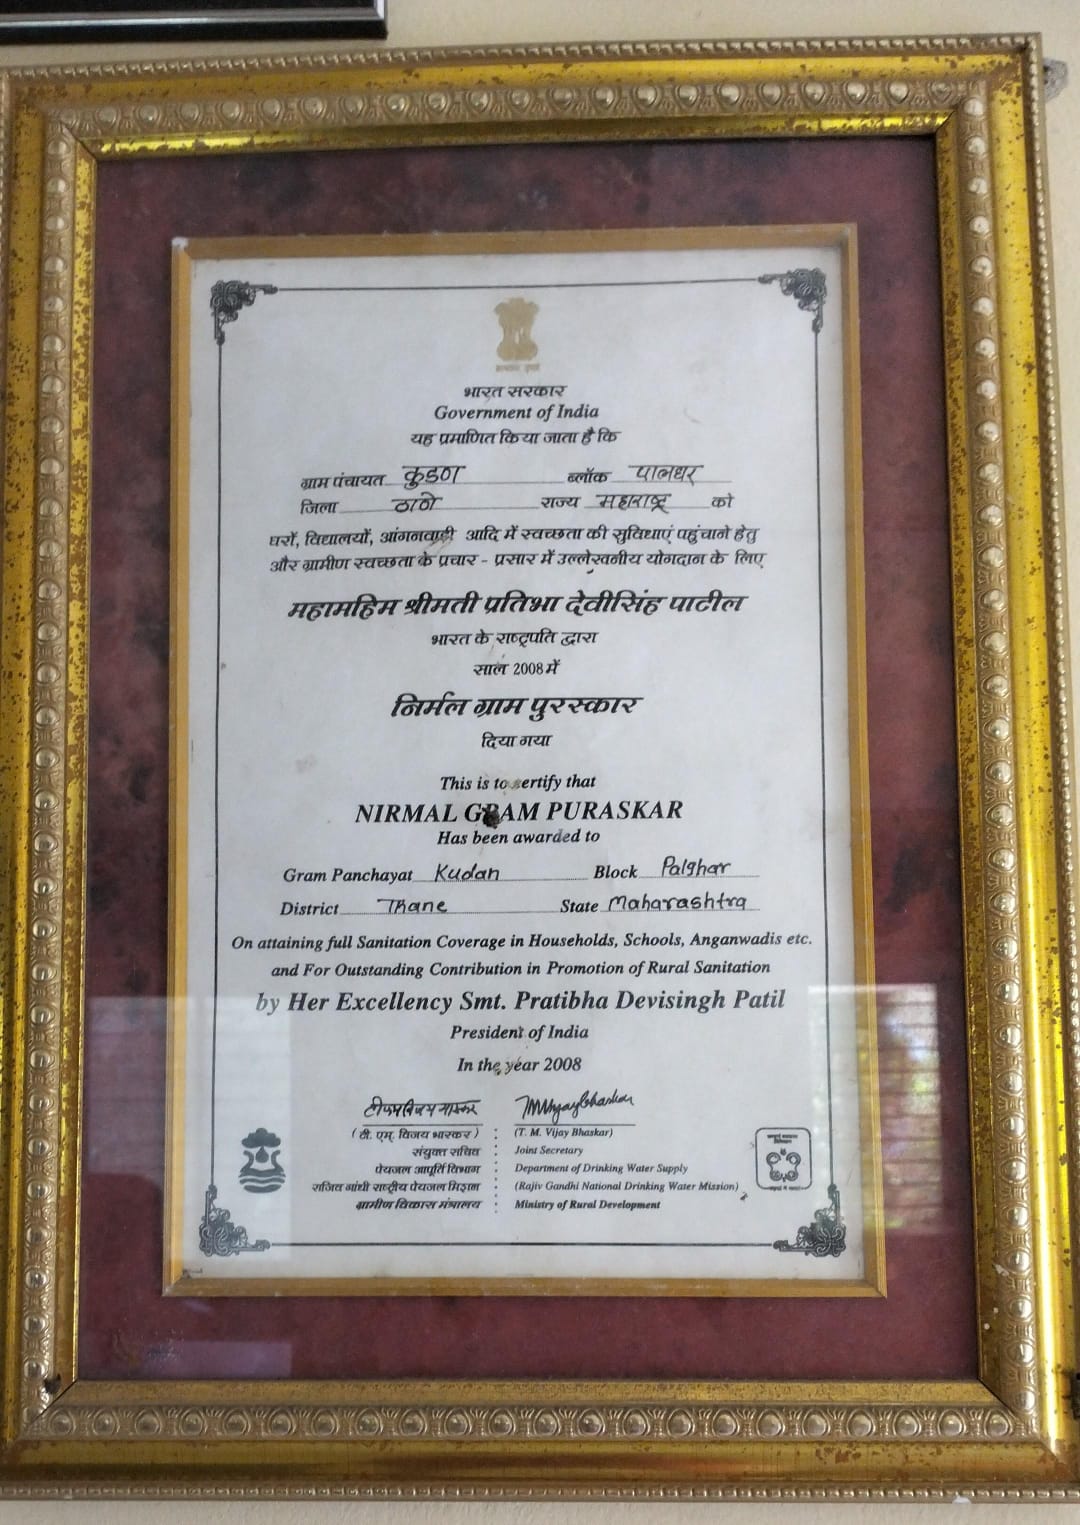 भारत सरकार
Government of India
यह प्रमाणित किया जाता है कि
ग्राम पंचायत कुडण ब्लॉक पालघर
जिला ठाणे राज्य महाराष्ट्र को
घरों, विद्यालयों, आंगनवाड़ी आदि में स्वच्छता की सुविधाएं पहुंचाने हेतु
और ग्रामीण स्वच्छता के प्रचार - प्रसार में उल्लेखनीय योगदान के लिए
महामहिम श्रीमती प्रतिभा देवीसिंह पाटील
भारत के राष्ट्रपति द्वारा
साल 2008 में
निर्मल ग्राम पुरस्कार
दिया गया
This is to certify that
NIRMAL GRAM PURASKAR
Has been awarded to
Gram Panchayat Kudan Block Palghar
District Thane State Maharashtra
On attaining full Sanitation Coverage in Households, Schools, Anganwadis etc.
and For Outstanding Contribution in Promotion of Rural Sanitation
by Her Excellency Smt. Pratibha Devisingh Patil
President of India
In the year 2008
टी एम विजय भास्कर TMVijaybhaskar
(टी. एम. विजय भास्कर) : (T. M. Vijay Bhaskar)
संयुक्त सचिव : Joint Secretary
पेयजल आपूर्ति विभाग : Department of Drinking Water Supply
राजिव गांधी राष्ट्रीय पेयजल मिशन : (Rajiv Gandhi National Drinking Water Mission)
ग्रामीण विकास मंत्रालय : Ministry of Rural Development